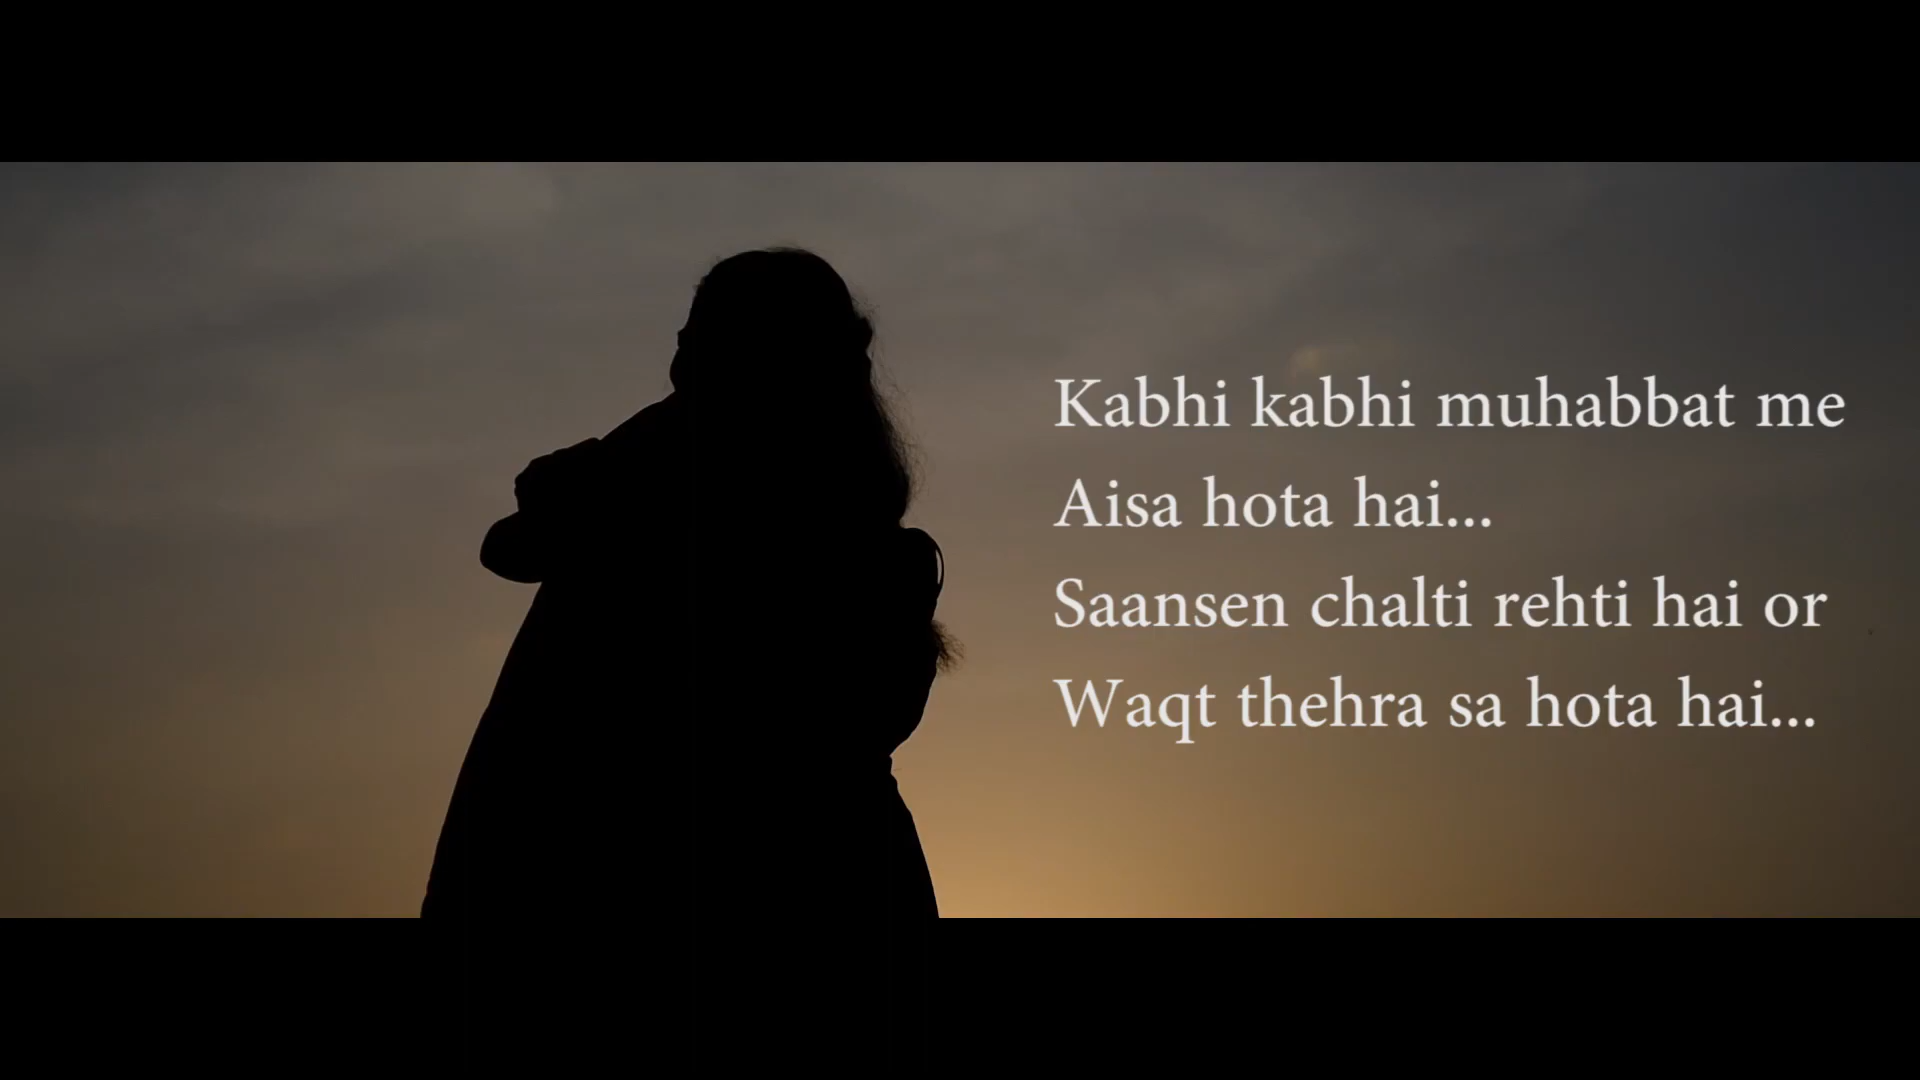 Kabhi kabhi muhabbat me
Aisa hota hai...
Saansen chalti rehti hai or
Waqt thehra sa hota hai...